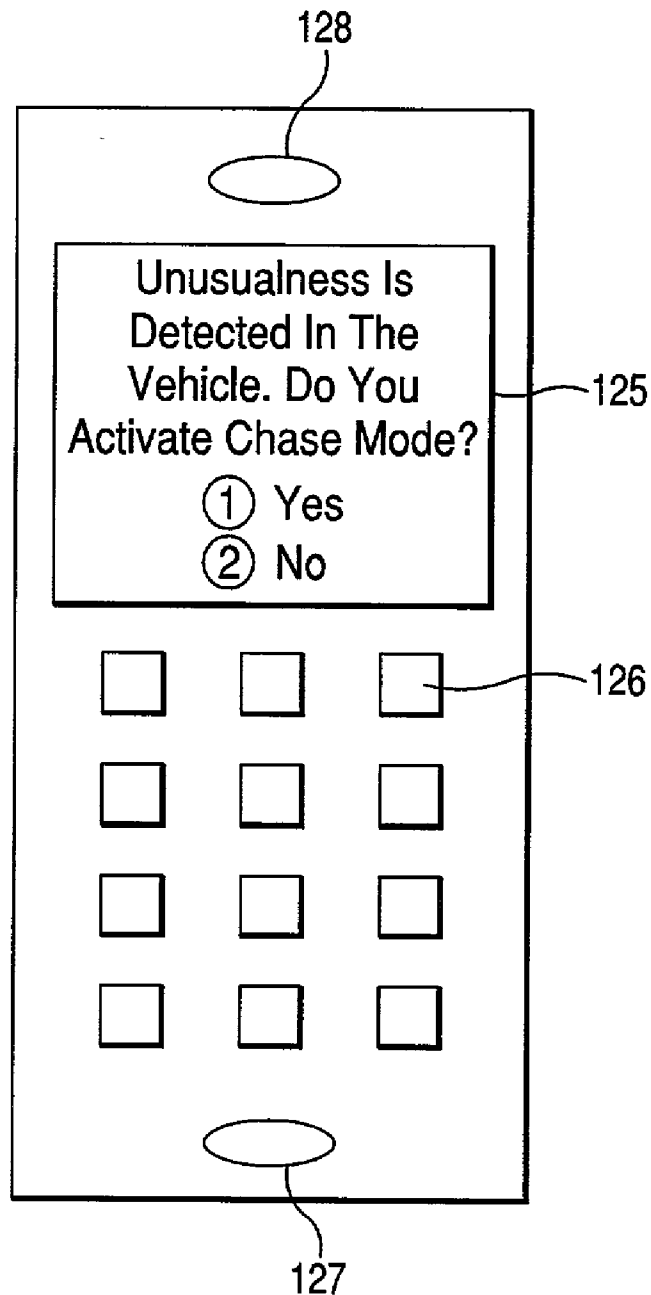 128
Unusualness Is
Detected In The
Vehicle. Do You
Activate Chase Mode?
① Yes
② No
125
126
127